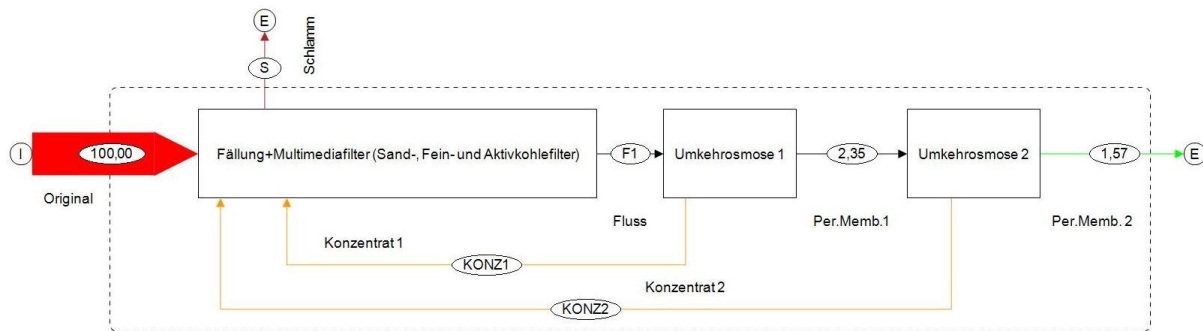 E
Schlamm
S
I
100,00
Original
Fällung+Multimediafilter (Sand-, Fein- und Aktivkohlefilter)
F1
Fluss
Umkehrosmose 1
2,35
Per.Memb.1
Umkehrosmose 2
1,57
Per.Memb. 2
E
Konzentrat 1
KONZ1
Konzentrat 2
KONZ2